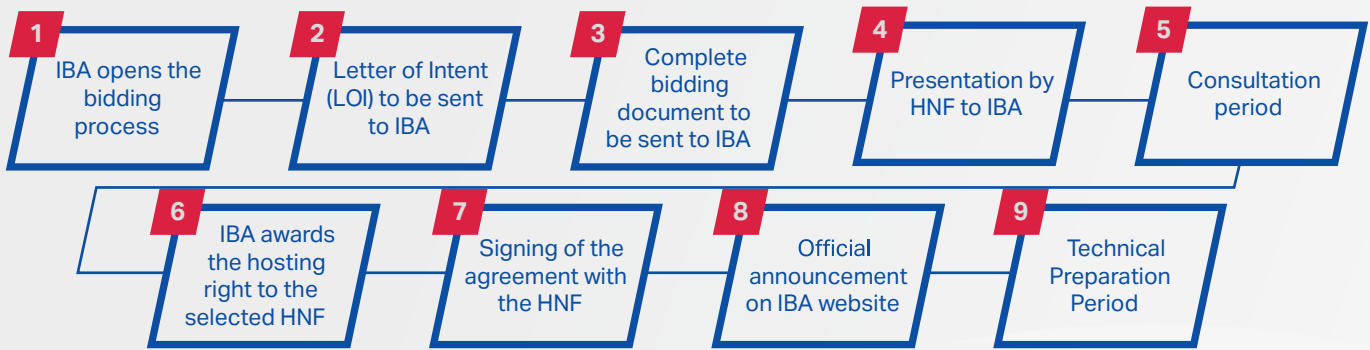 1
IBA opens the
bidding
process
2
Letter of Intent
(LOI) to be sent
to IBA
3
Complete
bidding
document to
be sent to IBA
4
Presentation by
HNF to IBA
5
Consultation
period
6
IBA awards
the hosting
right to the
selected HNF
7
Signing of the
agreement with
the HNF
8
Official
announcement
on IBA website
9
Technical
Preparation
Period